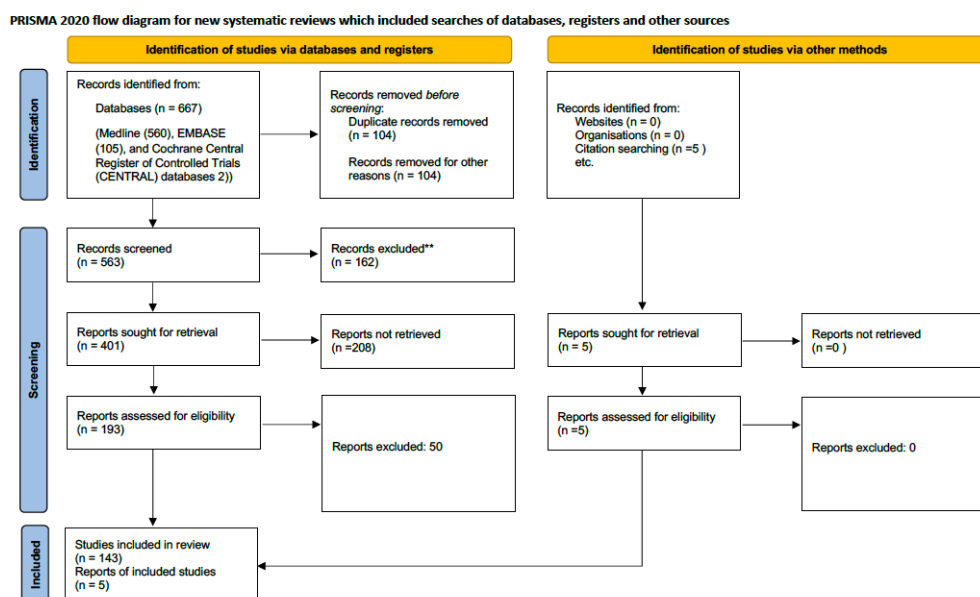 PRISMA 2020 flow diagram for new systematic reviews which included searches of databases, registers and other sources
Identification of studies via databases and registers
Identification of studies via other methods
Identification
Records identified from:
Databases (n = 667)
(Medline (560), EMBASE
(105), and Cochrane Central
Register of Controlled Trials
(CENTRAL) databases 2))
Records removed before
screening:
Duplicate records removed
(n = 104)
Records removed for other
reasons (n = 104)
Records identified from:
Websites (n = 0)
Organisations (n = 0)
Citation searching (n =5 )
etc.
Screening
Records screened
(n = 563)
Records excluded**
(n = 162)
Reports sought for retrieval
(n = 401)
Reports not retrieved
(n =208)
Reports sought for retrieval
(n = 5)
Reports not retrieved
(n =0 )
Reports assessed for eligibility
(n = 193)
Reports excluded: 50
Reports assessed for eligibility
(n =5)
Reports excluded: 0
Included
Studies included in review
(n = 143)
Reports of included studies
(n = 5)